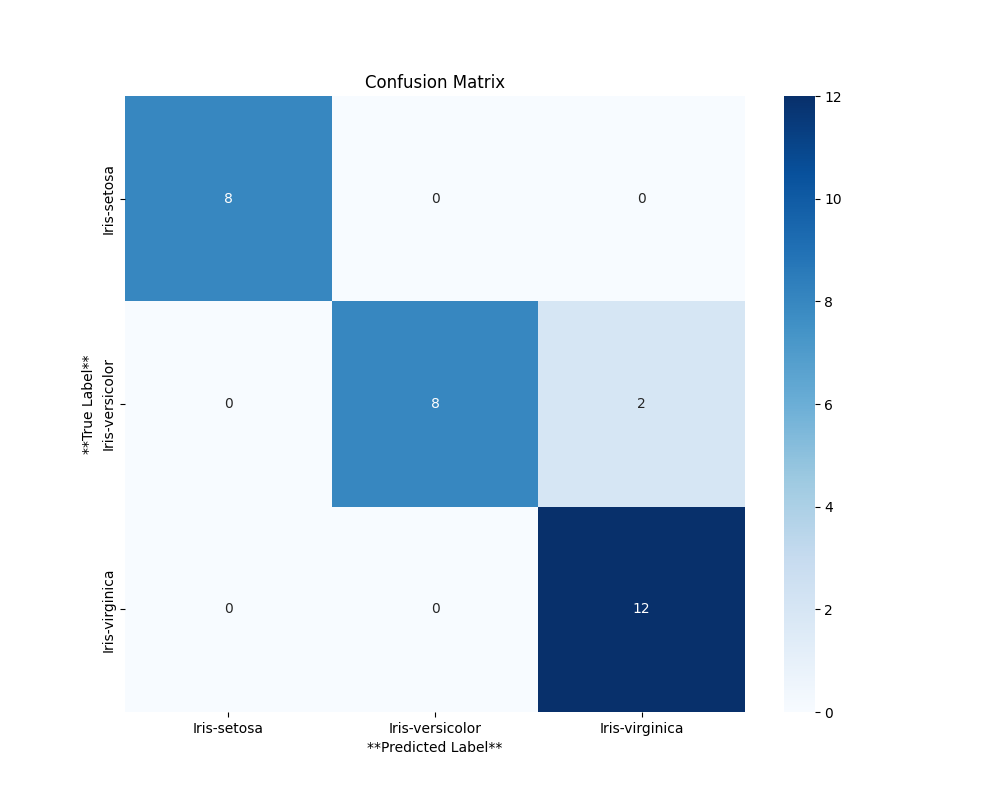 Confusion Matrix
Iris-setosa
Iris-versicolor
Iris-virginica
**True Label**
8 0 0
0 8 2
0 0 12
Iris-setosa Iris-versicolor Iris-virginica
**Predicted Label**
12
10
8
6
4
2
0